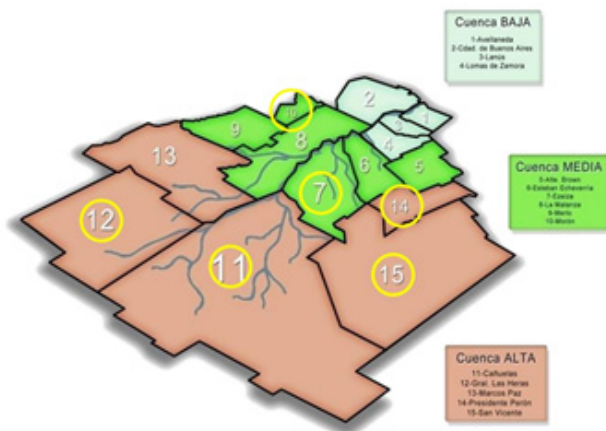 Cuenca BAJA
1-Avellaneda
2-Cdad. de Buenos Aires
3-Lanús
4-Lomas de Zamora
2
1
3
4
10
9
8
6
5
13
7
14
12
11
15
Cuenca MEDIA
5-Alte. Brown
6-Esteban Echeverría
7-Ezeiza
8-La Matanza
9-Merlo
10-Morón
Cuenca ALTA
11-Cañuelas
12-Gral. Las Heras
13-Marcos Paz
14-Presidente Perón
15-San Vicente